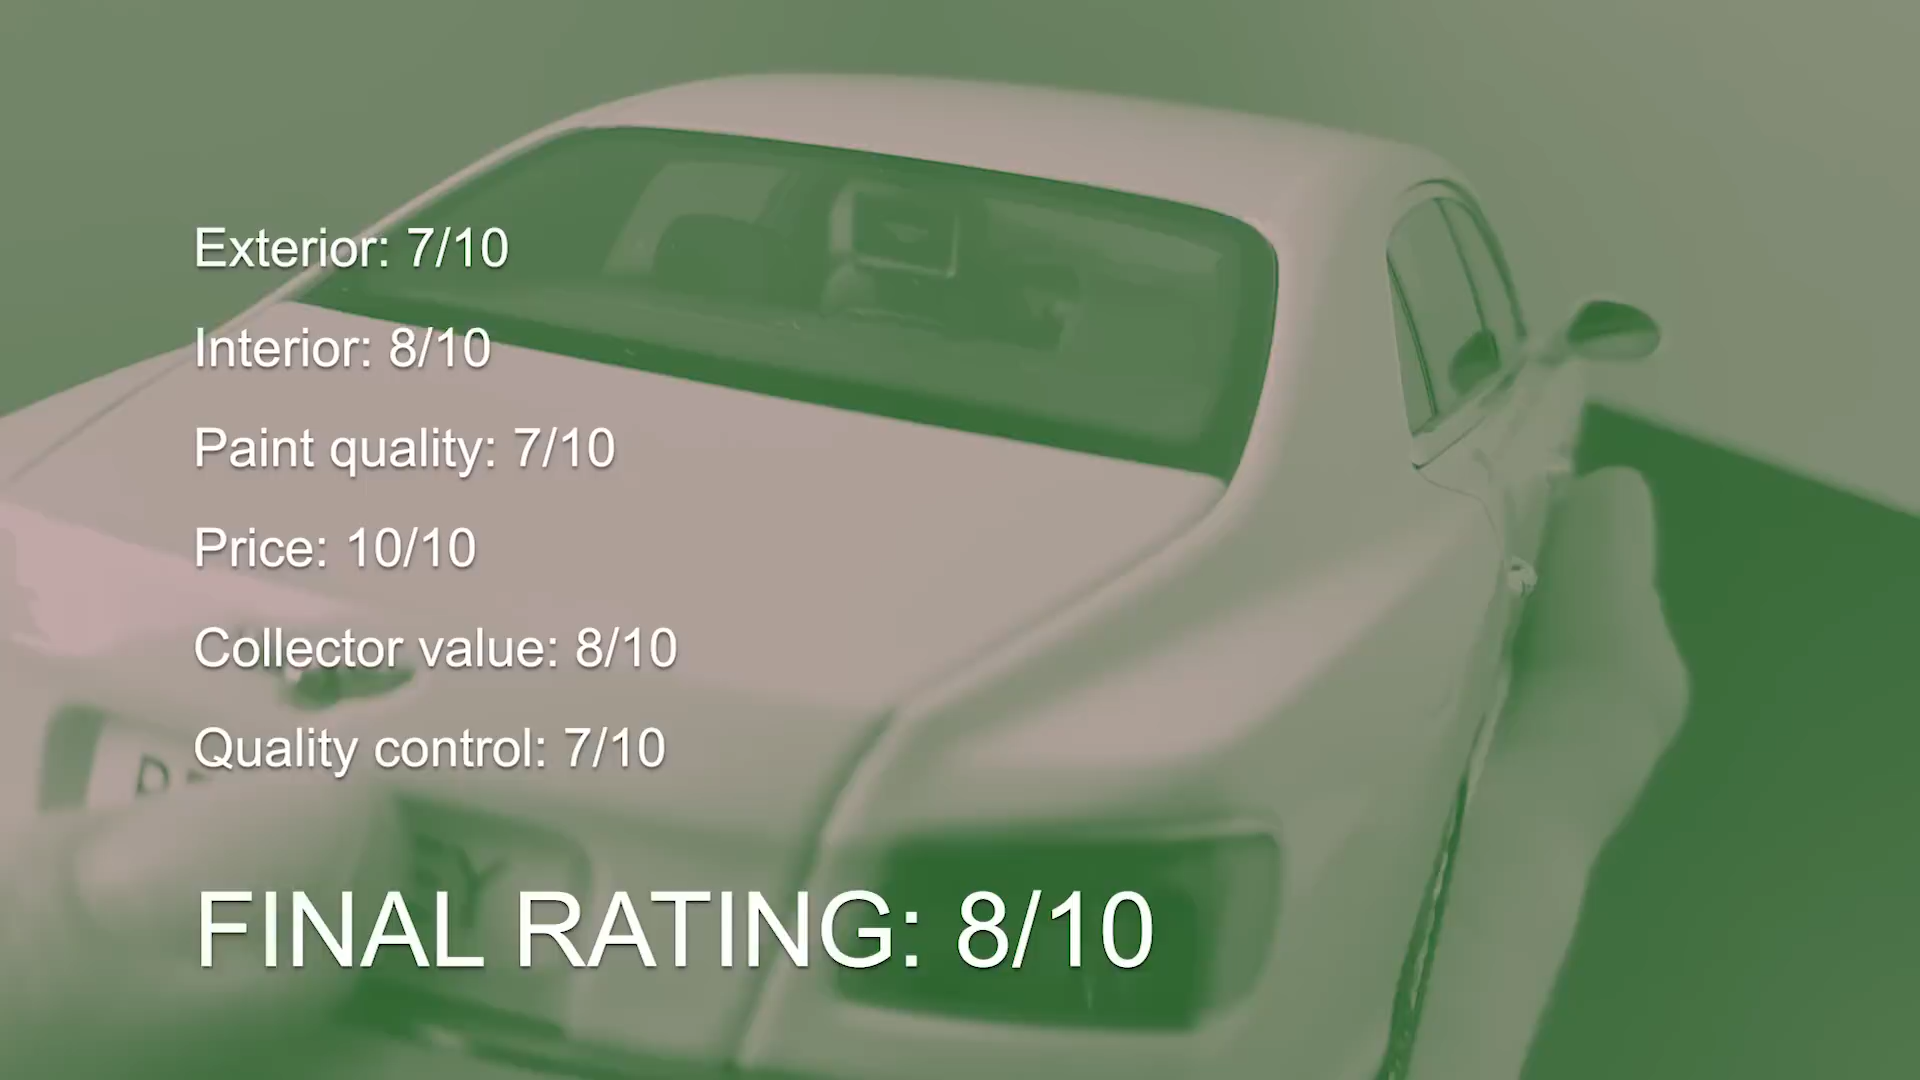 Exterior: 7/10
Interior: 8/10
Paint quality: 7/10
Price: 10/10
Collector value: 8/10
Quality control: 7/10
FINAL RATING: 8/10